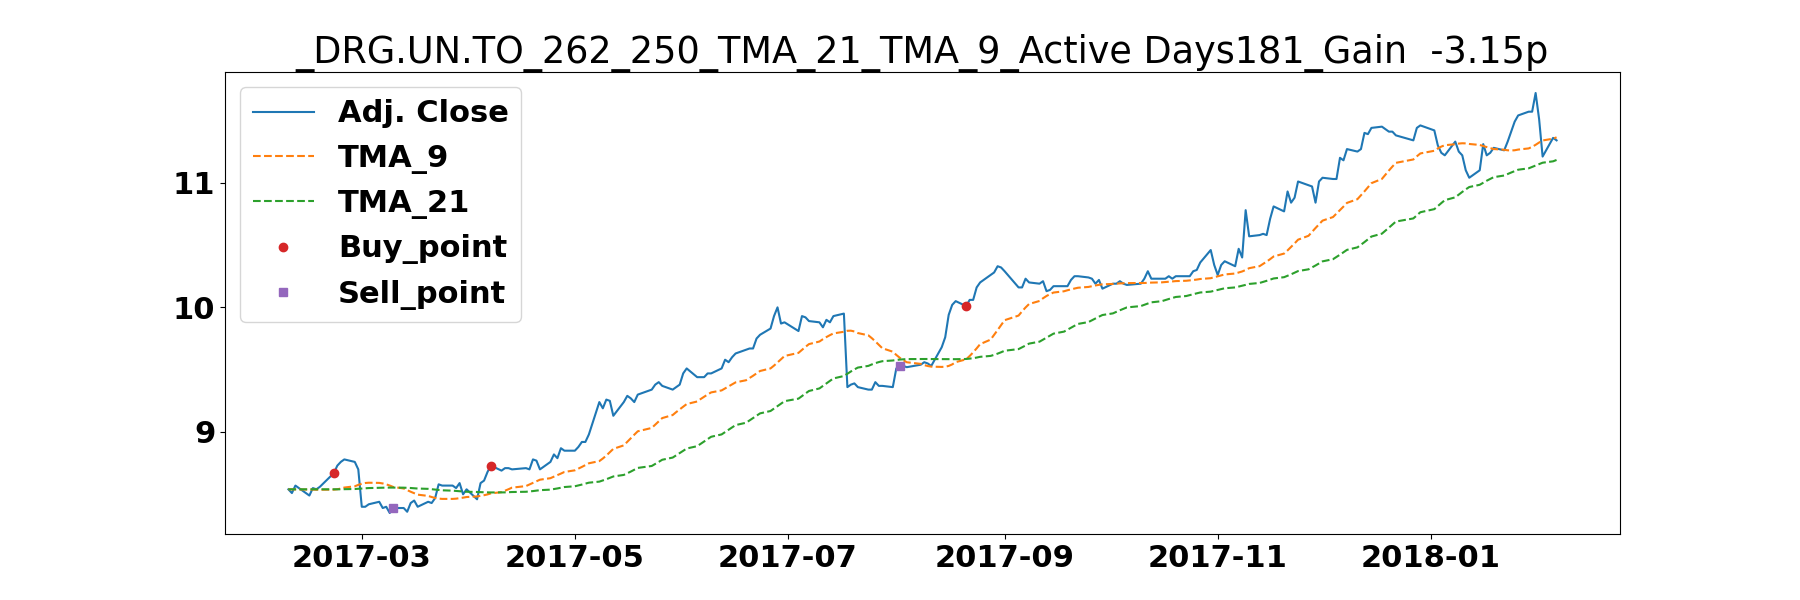 _DRG.UN.TO_262_250_TMA_21_TMA_9_Active Days181_Gain  -3.15p
Adj. Close
TMA_9
TMA_21
Buy_point
Sell_point
11
10
9
2017-03 2017-05 2017-07 2017-09 2017-11 2018-01